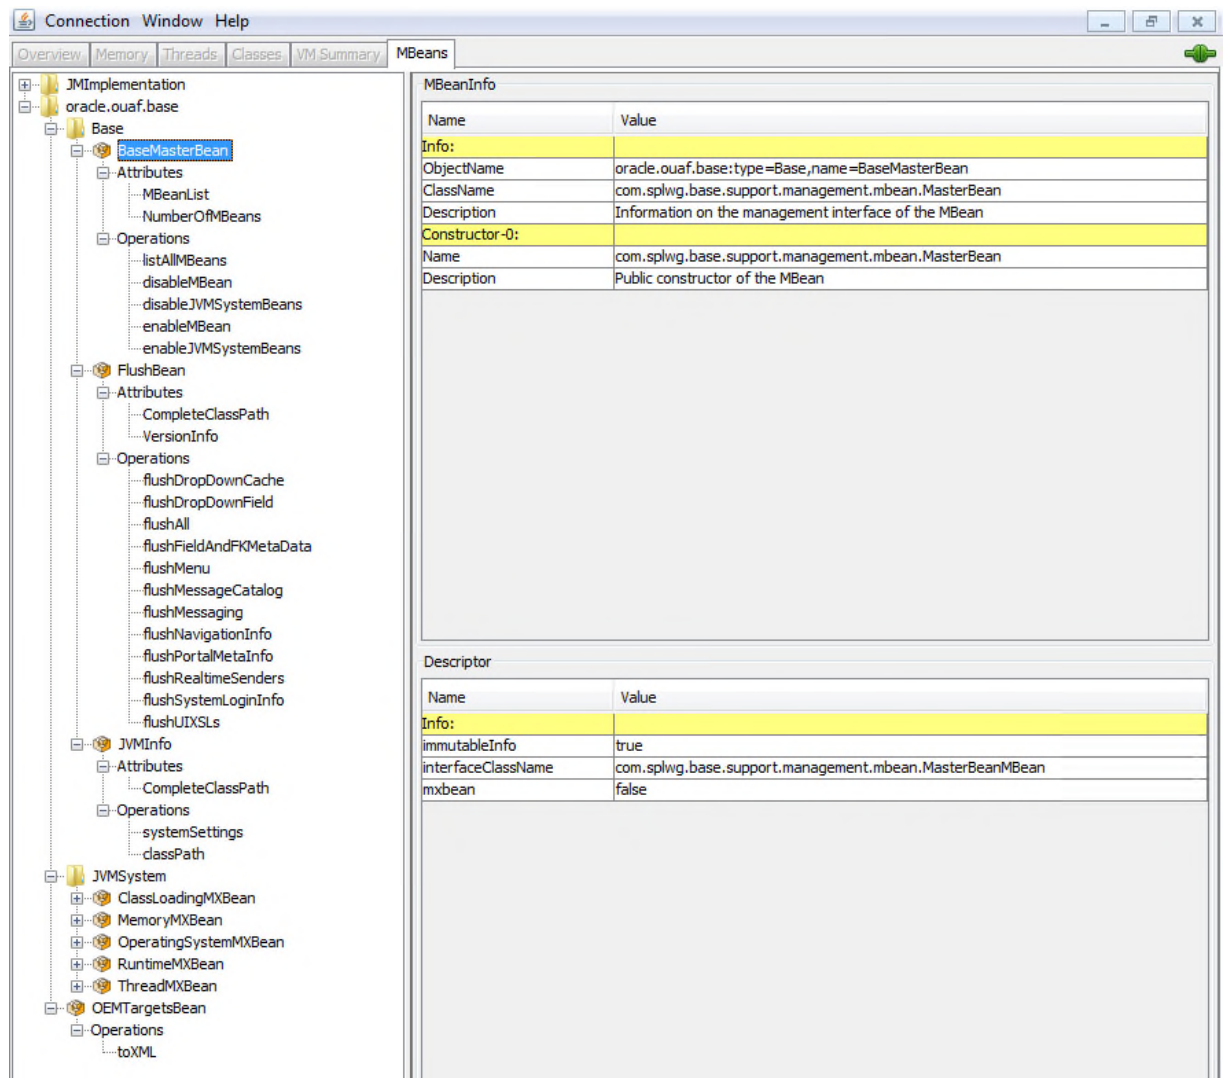 Connection Window Help
Overview Memory Threads Classes VM Summary MBeans
JMImplementation
oracle.ouaf.base
Base
BaseMasterBean
Attributes
MBeanList
NumberOfMBeans
Operations
listAllMBeans
disableMBean
disableJVMSystemBeans
enableMBean
enableJVMSystemBeans
FlushBean
Attributes
CompleteClassPath
VersionInfo
Operations
flushDropDownCache
flushDropDownField
flushAll
flushFieldAndFKMetaData
flushMenu
flushMessageCatalog
flushMessaging
flushNavigationInfo
flushPortalMetaInfo
flushRealtimeSenders
flushSystemLoginInfo
flushUIXSLs
JVMInfo
Attributes
CompleteClassPath
Operations
systemSettings
classPath
JVMSystem
ClassLoadingMXBean
MemoryMXBean
OperatingSystemMXBean
RuntimeMXBean
ThreadMXBean
OEMTargetsBean
Operations
toXML
MBeanInfo
Name Value
Info:
ObjectName oracle.ouaf.base:type=Base,name=BaseMasterBean
ClassName com.splwg.base.support.management.mbean.MasterBean
Description Information on the management interface of the MBean
Constructor-0:
Name com.splwg.base.support.management.mbean.MasterBean
Description Public constructor of the MBean
Descriptor
Name Value
Info:
immutableInfo true
interfaceClassName com.splwg.base.support.management.mbean.MasterBeanMBean
mxbean false